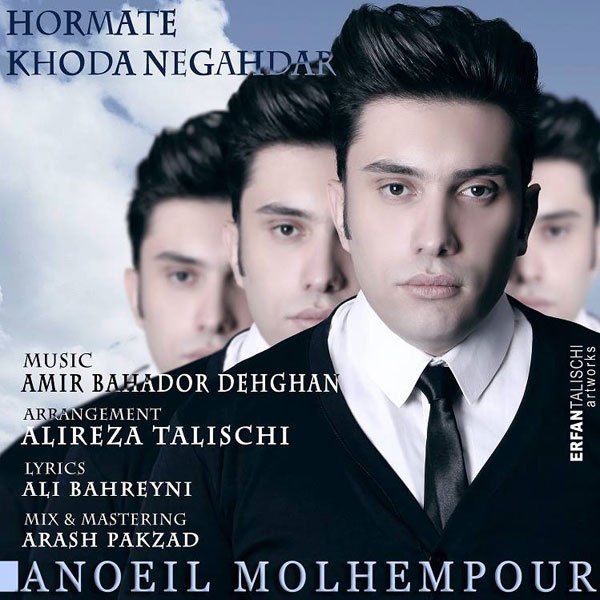 HORMATE
KHODA NEGAHDAR
MUSIC
AMIR BAHADOR DEHGHAN
ARRANGEMENT
ALIREZA TALISCHI
LYRICS
ALI BAHREYNI
MIX & MASTERING
ARASH PAKZAD
ERFANTALISCHI
artworks
ANOEIL MOLHEMPOUR